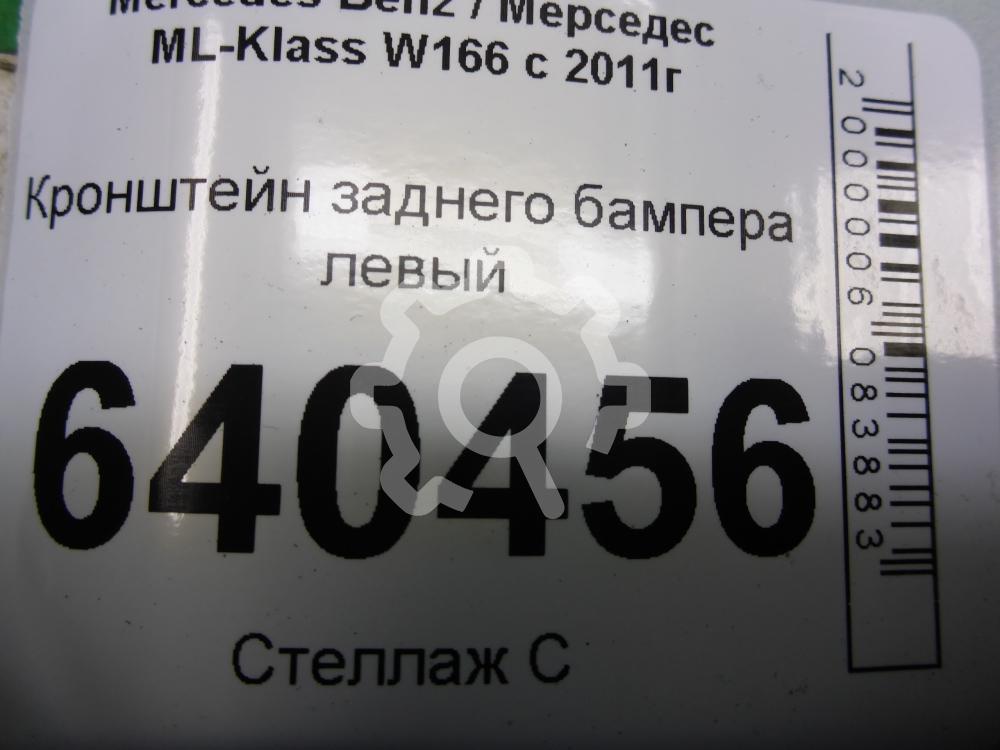 Mercedes Benz / Мерседес
ML-Klass W166 с 2011г
Кронштейн заднего бампера
левый
640456
Стеллаж С
2000006083883